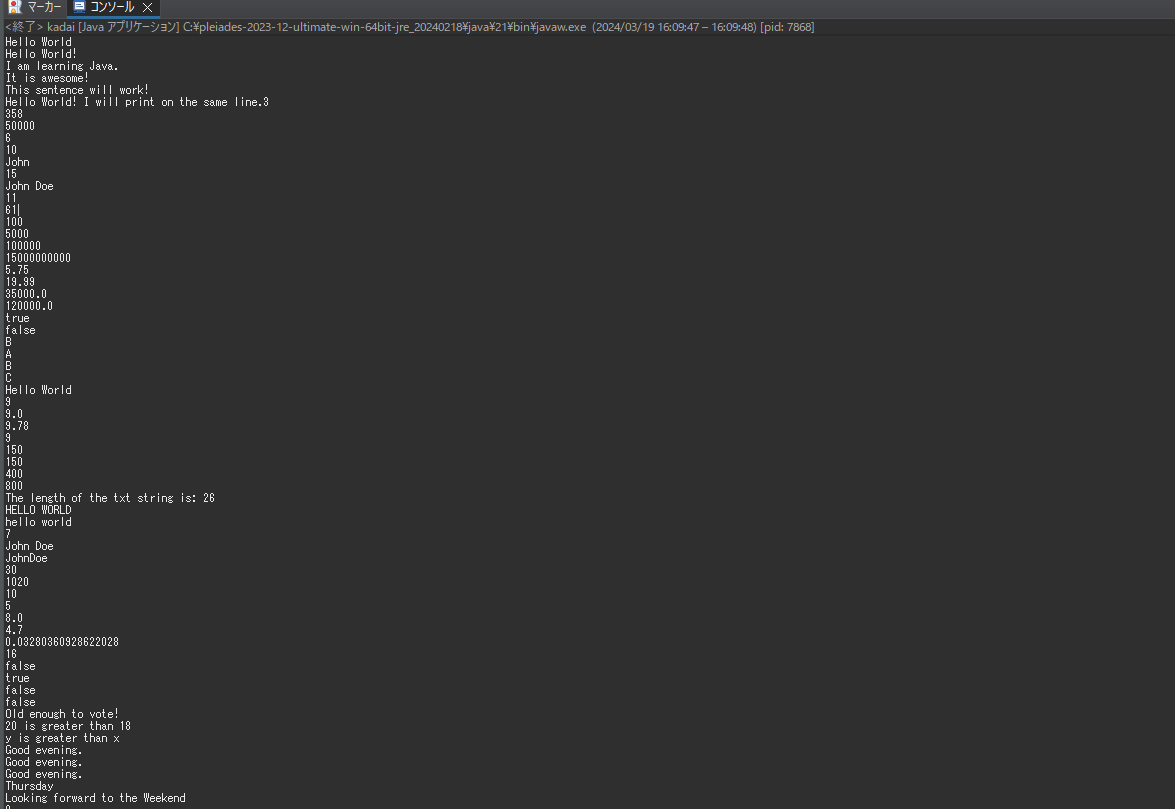 マーカー コンソール
<終了> kadai [Java アプリケーション] C:¥pleiades-2023-12-ultimate-win-64bit-jre_20240218¥java¥21¥bin¥javaw.exe (2024/03/19 16:09:47 – 16:09:48) [pid: 7868]
Hello World
Hello World!
I am learning Java.
It is awesome!
This sentence will work!
Hello World! I will print on the same line.3
358
50000
6
10
John
15
John Doe
11
61
100
5000
100000
15000000000
5.75
19.99
35000.0
120000.0
true
false
B
A
B
C
Hello World
9
9.0
9.78
9
150
150
400
800
The length of the txt string is: 26
HELLO WORLD
hello world
7
John Doe
JohnDoe
30
1020
10
5
8.0
4.7
0.03280360928622028
16
false
true
false
false
Old enough to vote!
20 is greater than 18
y is greater than x
Good evening.
Good evening.
Good evening.
Thursday
Looking forward to the Weekend